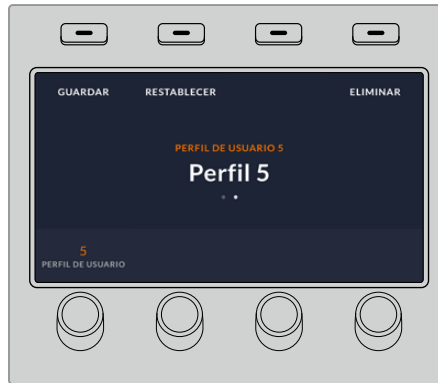 GUARDAR RESTABLECER ELIMINAR
PERFIL DE USUARIO 5
Perfil 5
5
PERFIL DE USUARIO